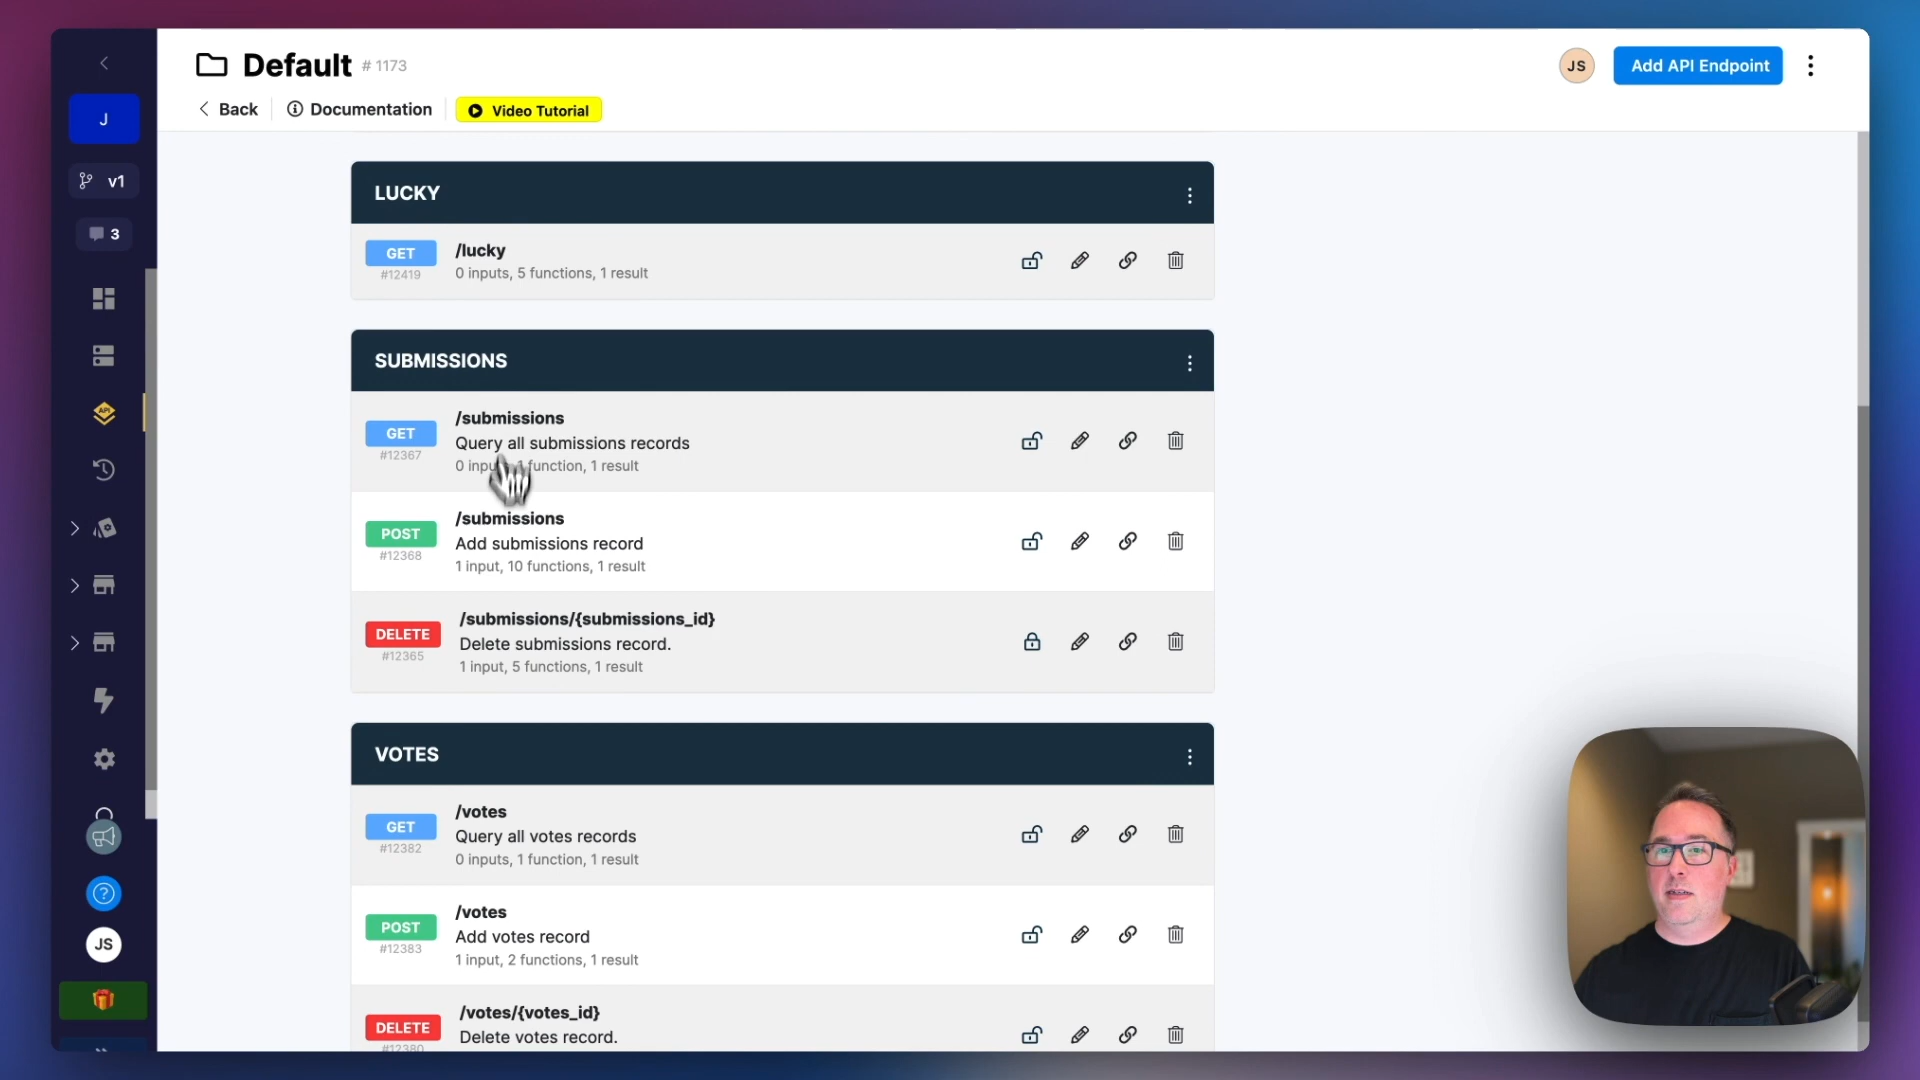 Default # 1173
JS
Add API Endpoint
Back
Documentation
Video Tutorial
J
v1
3
API
LUCKY
GET
#12419
/lucky
0 inputs, 5 functions, 1 result
SUBMISSIONS
GET
#12367
/submissions
Query all submissions records
0 function, 1 result
POST
#12368
/submissions
Add submissions record
1 input, 10 functions, 1 result
DELETE
#12365
/submissions/{submissions_id}
Delete submissions record.
1 input, 5 functions, 1 result
VOTES
GET
#12382
/votes
Query all votes records
0 inputs, 1 function, 1 result
POST
#12383
/votes
Add votes record
1 input, 2 functions, 1 result
DELETE
#12380
/votes/{votes_id}
Delete votes record.
JS